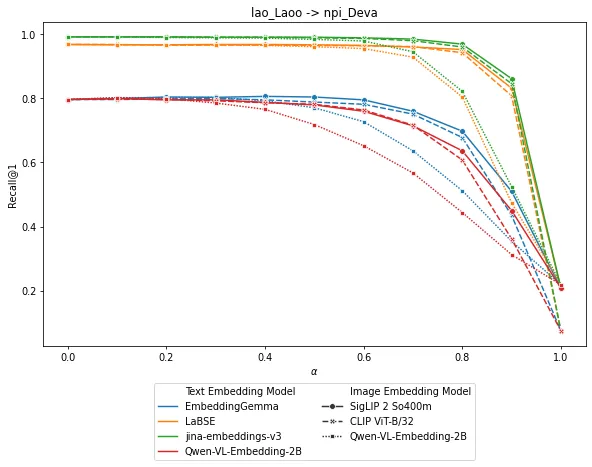 lao_Laoo -> npi_Deva
1.0
0.8
0.6
0.4
0.2
Recall@1
0.0
0.2
0.4
0.6
0.8
1.0
α
Text Embedding Model
EmbeddingGemma
LaBSE
jina-embeddings-v3
Qwen-VL-Embedding-2B
Image Embedding Model
SigLIP 2 So400m
CLIP ViT-B/32
Qwen-VL-Embedding-2B